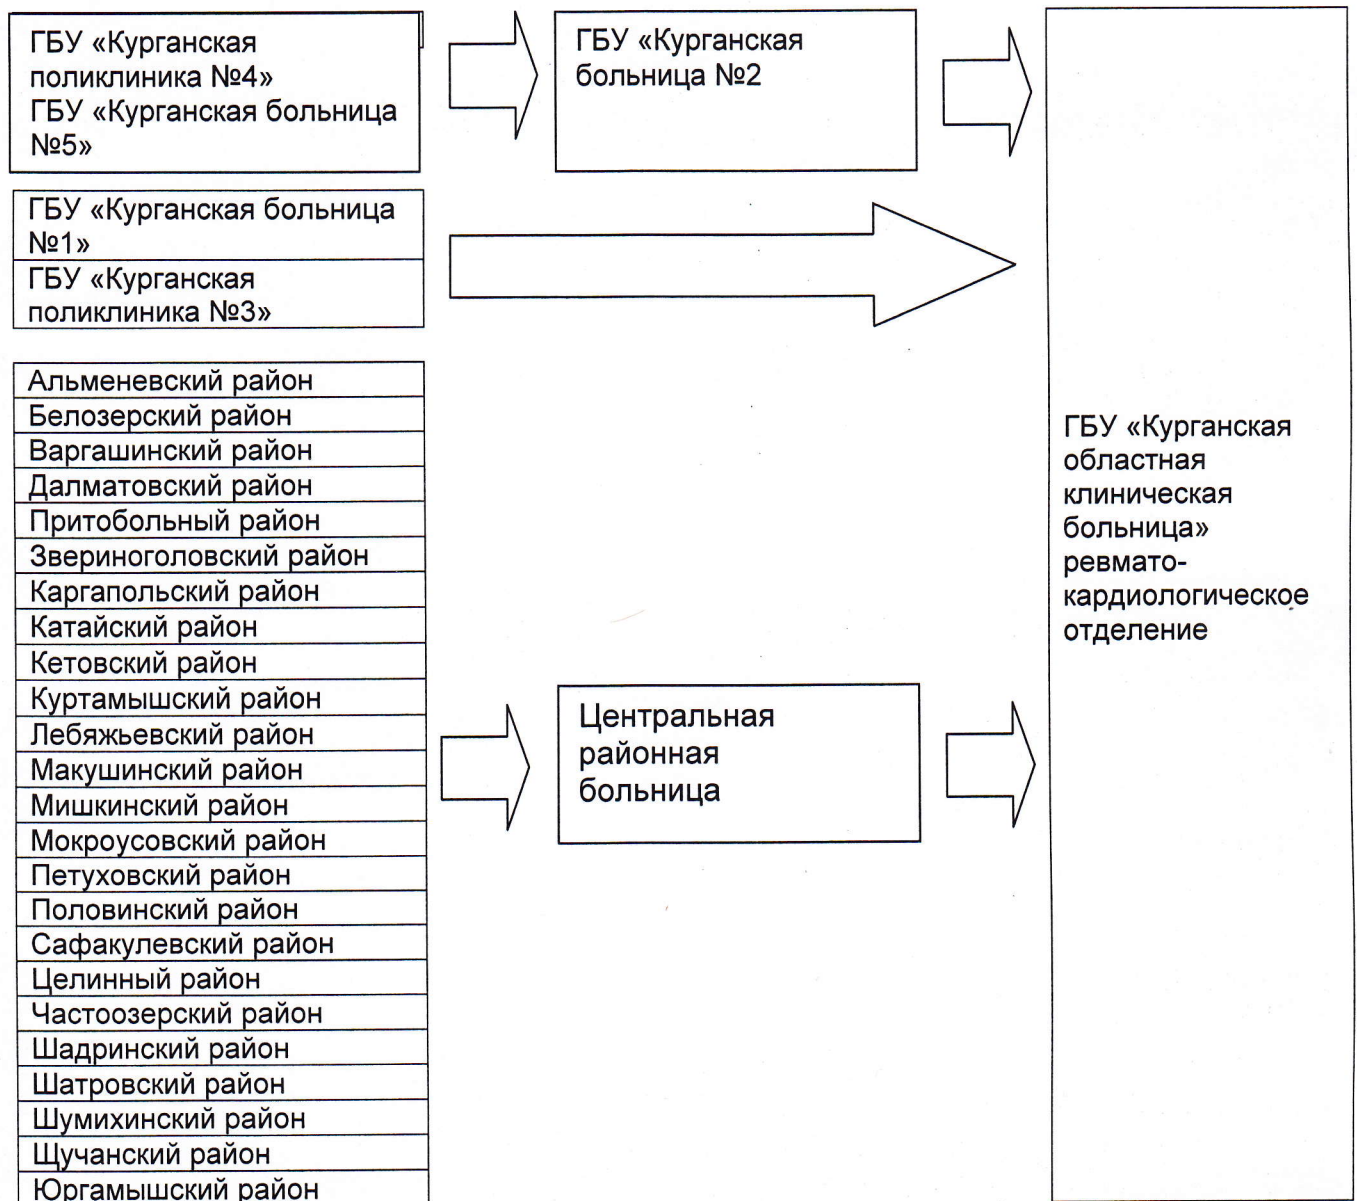 ГБУ «Курганская
поликлиника №4»
ГБУ «Курганская больница
№5»
ГБУ «Курганская
больница №2
ГБУ «Курганская больница
№1»
ГБУ «Курганская
поликлиника №3»
Альменевский район
Белозерский район
Варгашинский район
Далматовский район
Притобольный район
Звериноголовский район
Каргапольский район
Катайский район
Кетовский район
Куртамышский район
Лебяжьевский район
Макушинский район
Мишкинский район
Мокроусовский район
Петуховский район
Половинский район
Сафакулевский район
Целинный район
Частоозерский район
Шадринский район
Шатровский район
Шумихинский район
Щучанский район
Юргамышский район
Центральная
районная
больница
ГБУ «Курганская
областная
клиническая
больница»
ревмато-
кардиологическое
отделение